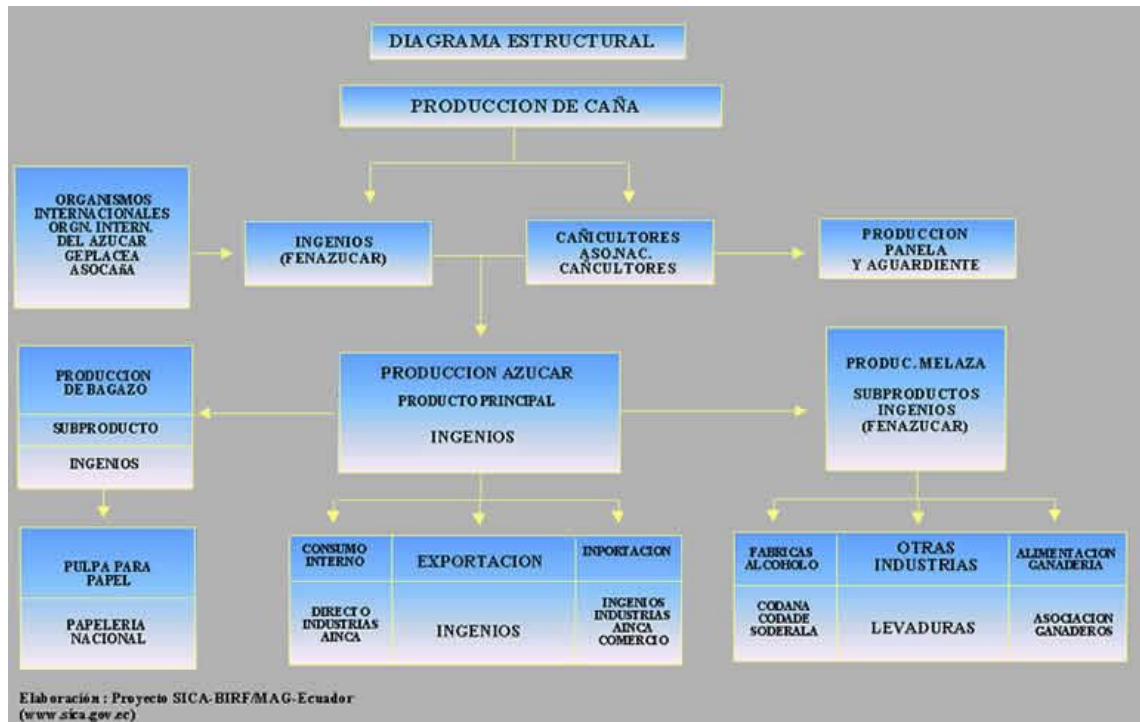 DIAGRAMA ESTRUCTURAL
PRODUCCION DE CAÑA
ORGANISMOS
INTERNACIONALES
ORGN. INTERN.
DEL AZUCAR
GEPLACEA
ASOCAña
INGENIOS
(FENAZUCAR)
CAÑICULTORES
ASO.NAC.
CAÑCULTORES
PRODUCCION
PANELA
Y AGUARDIENTE
PRODUCCION
DE BAGAZO
SUBPRODUCTO
INGENIOS
PRODUCCION AZUCAR
PRODUCTO PRINCIPAL
INGENIOS
PRODUC. MELAZA
SUBPRODUCTOS
INGENIOS
(FENAZUCAR)
PULPA PARA
PAPEL
PAPELERIA
NACIONAL
CONSUMO
INTERNO
DIRECTO
INDUSTRIAS
AINCA
EXPORTACION
INGENIOS
INPORTACION
INGENIOS
INDUSTRIAS
AINCA
COMERCIO
FABRICAS
ALCOHOLO
CODANA
CODADE
SODERALA
OTRAS
INDUSTRIAS
LEVADURAS
ALIMENTACION
GANADERIA
ASOCIACION
GANADEROS
Elaboración : Proyecto SICA-BIRF/MAG-Ecuador
(www.sica.gov.ec)